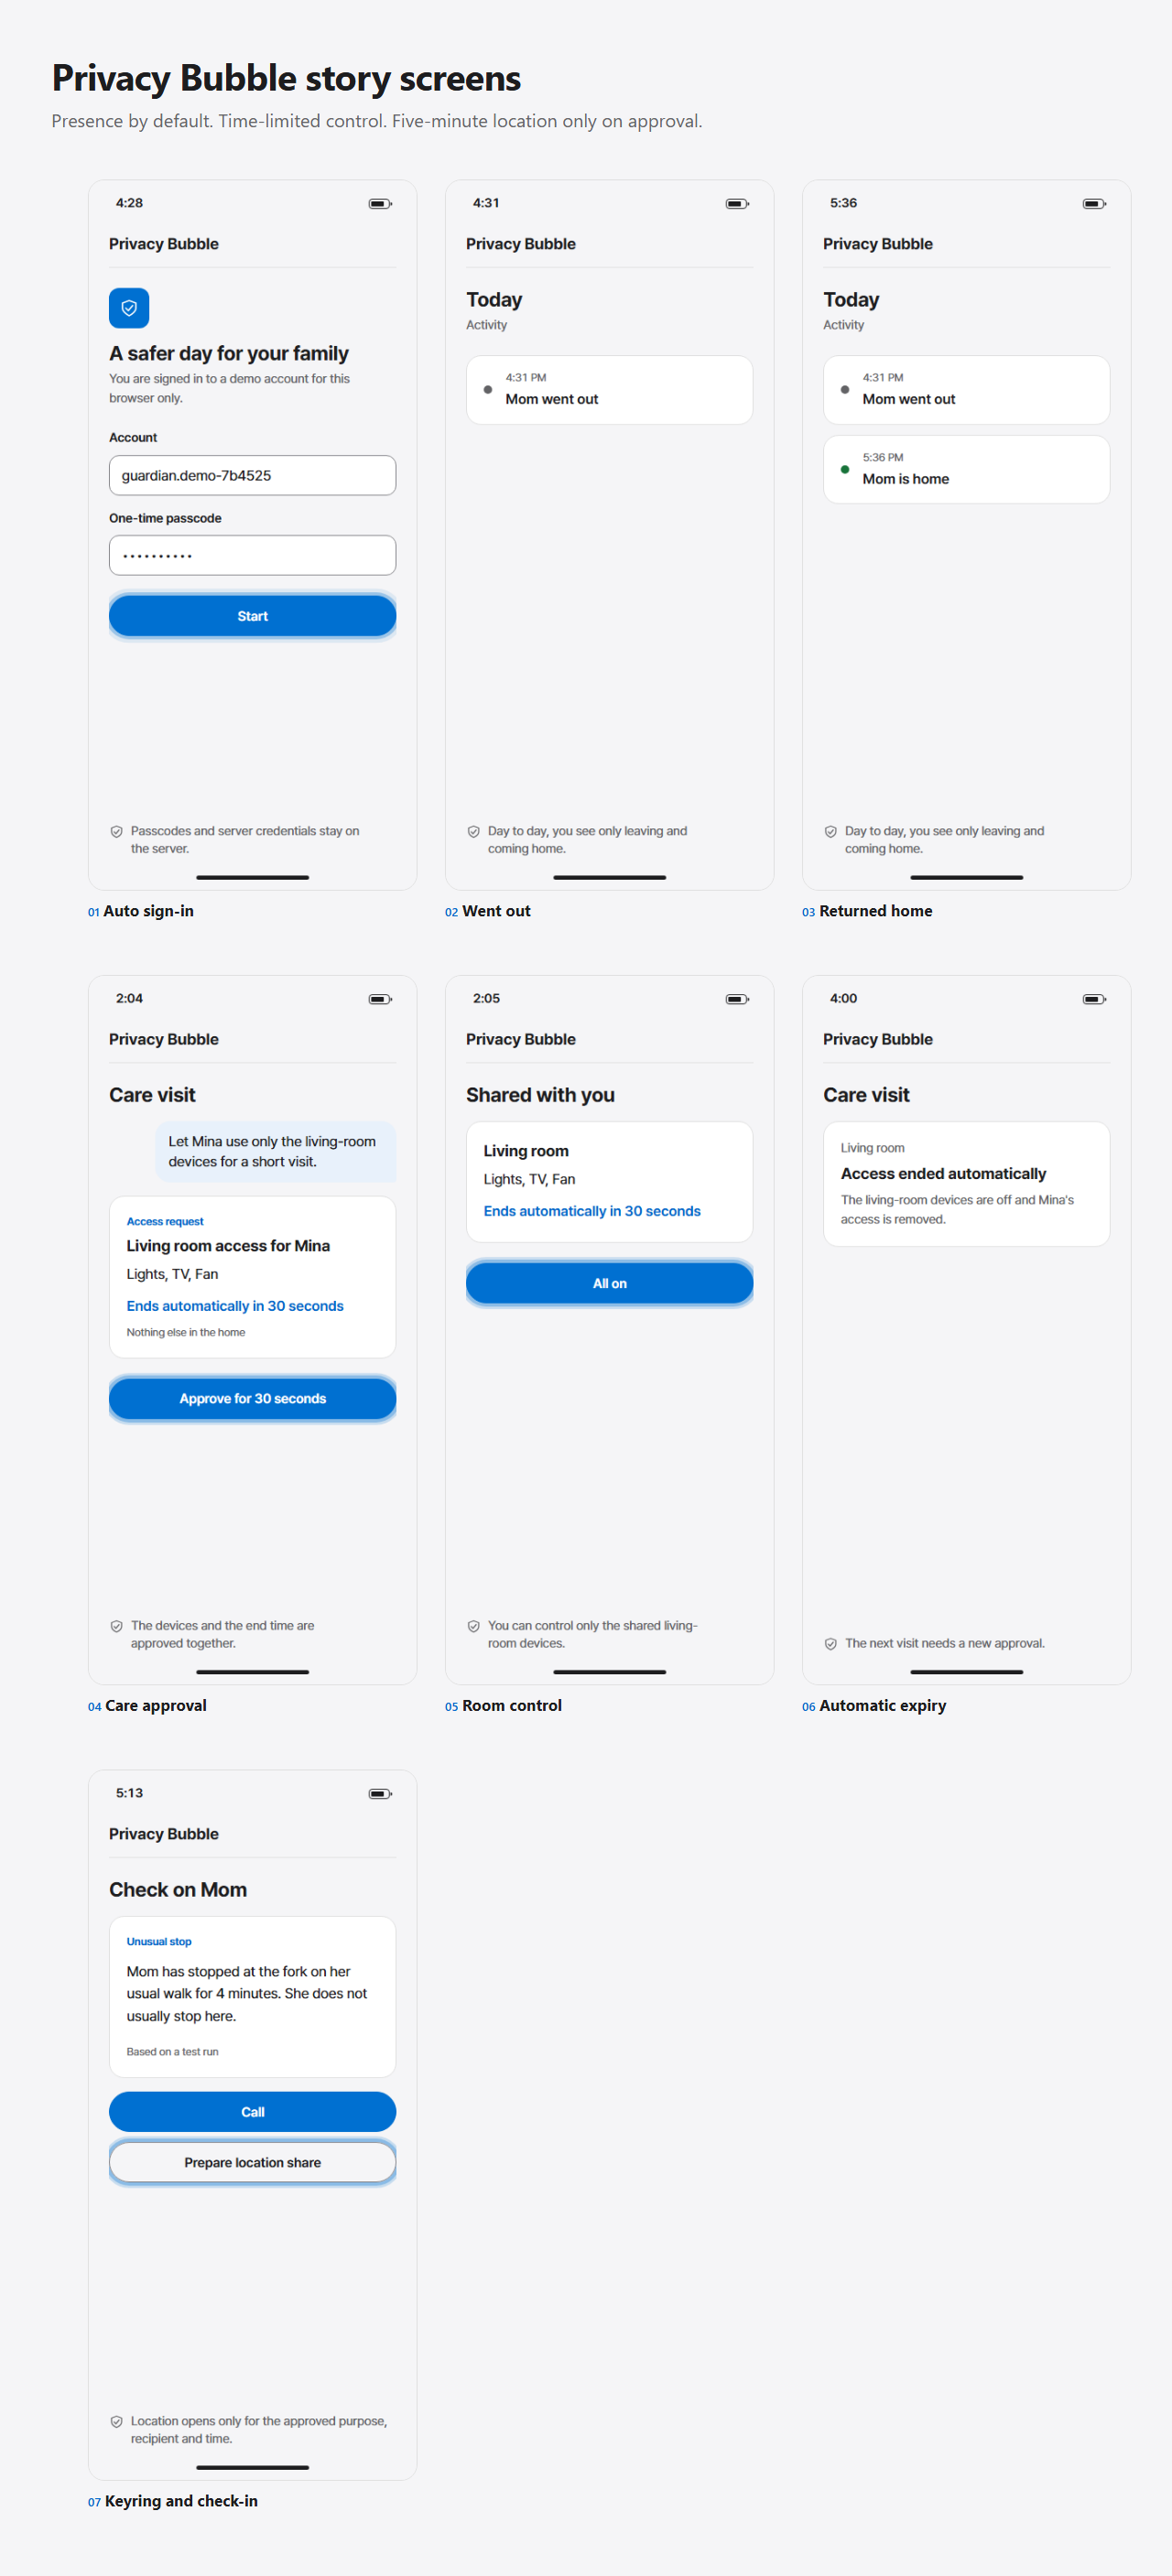 Privacy Bubble story screens
Presence by default. Time-limited control. Five-minute location only on approval.
4:28
Privacy Bubble
A safer day for your family
You are signed in to a demo account for this
browser only.
Account
guardian.demo-7b4525
One-time passcode
••••••••••
Start
Passcodes and server credentials stay on
the server.
01 Auto sign-in
4:31
Privacy Bubble
Today
Activity
4:31 PM
Mom went out
Day to day, you see only leaving and
coming home.
02 Went out
5:36
Privacy Bubble
Today
Activity
4:31 PM
Mom went out
5:36 PM
Mom is home
Day to day, you see only leaving and
coming home.
03 Returned home
2:04
Privacy Bubble
Care visit
Let Mina use only the living-room
devices for a short visit.
Access request
Living room access for Mina
Lights, TV, Fan
Ends automatically in 30 seconds
Nothing else in the home
Approve for 30 seconds
The devices and the end time are
approved together.
04 Care approval
2:05
Privacy Bubble
Shared with you
Living room
Lights, TV, Fan
Ends automatically in 30 seconds
All on
You can control only the shared living-
room devices.
05 Room control
4:00
Privacy Bubble
Care visit
Living room
Access ended automatically
The living-room devices are off and Mina's
access is removed.
The next visit needs a new approval.
06 Automatic expiry
5:13
Privacy Bubble
Check on Mom
Unusual stop
Mom has stopped at the fork on her
usual walk for 4 minutes. She does not
usually stop here.
Based on a test run
Call
Prepare location share
Location opens only for the approved purpose,
recipient and time.
07 Keyring and check-in